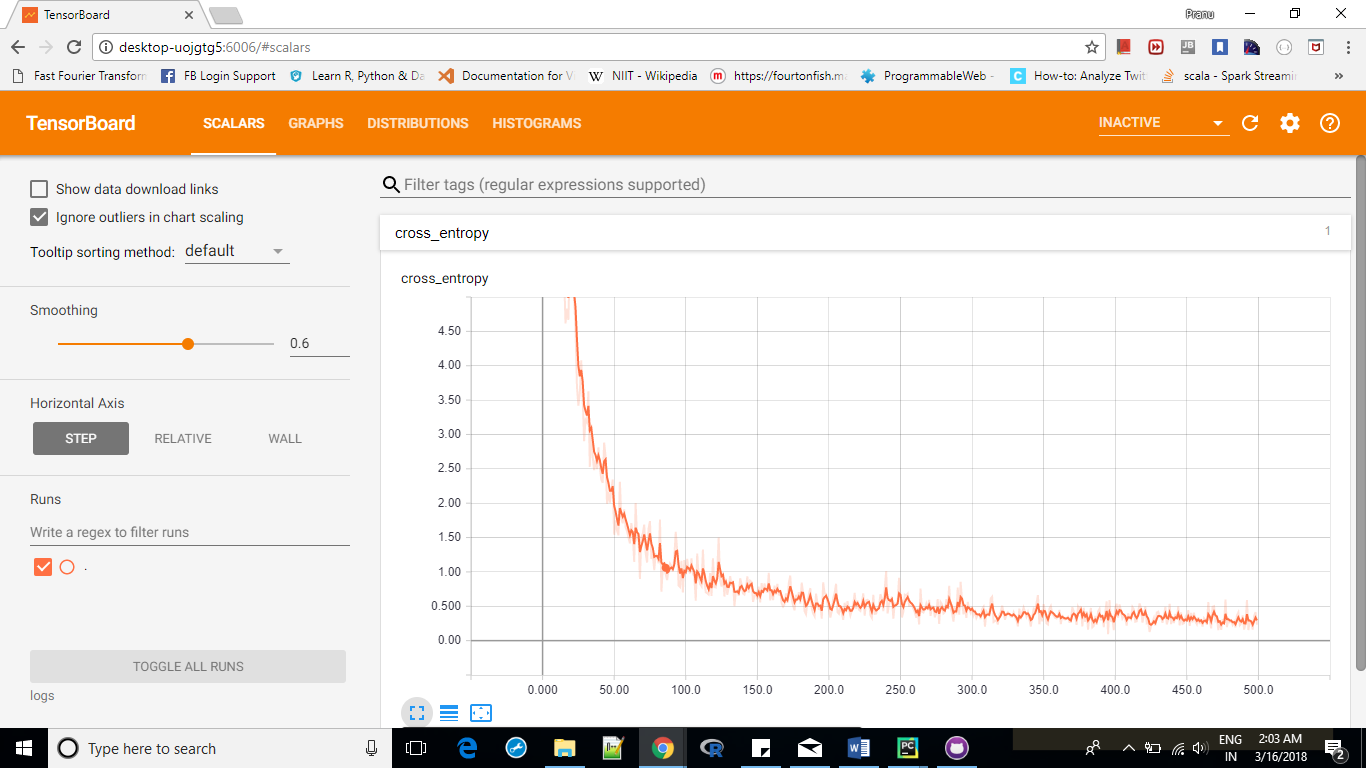 TensorBoard
Pranu
desktop-uojgtg5:6006/#scalars
Fast Fourier Transform
FB Login Support
Learn R, Python & Da
Documentation for V
NIIT - Wikipedia
https://fourtonfish.m
ProgrammableWeb -
How-to: Analyze Twit
scala - Spark Streami
»
TensorBoard
SCALARS
GRAPHS
DISTRIBUTIONS
HISTOGRAMS
INACTIVE
Show data download links
Ignore outliers in chart scaling
Tooltip sorting method: default
Smoothing
0.6
Horizontal Axis
STEP
RELATIVE
WALL
Runs
Write a regex to filter runs
.
TOGGLE ALL RUNS
logs
Filter tags (regular expressions supported)
cross_entropy
1
cross_entropy
4.50
4.00
3.50
3.00
2.50
2.00
1.50
1.00
0.500
0.00
0.000 50.00 100.0 150.0 200.0 250.0 300.0 350.0 400.0 450.0 500.0
Type here to search
ENG
IN
2:03 AM
3/16/2018
2